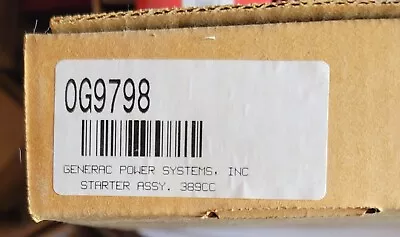 0G9798
GENERAC POWER SYSTEMS, INC
STARTER ASSY. 389CC